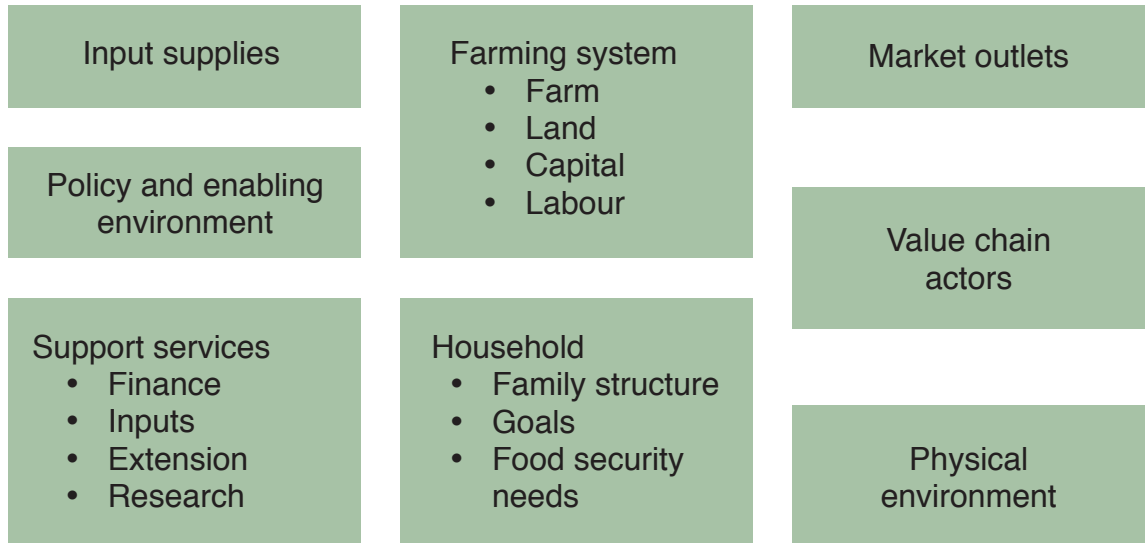 Input supplies
Policy and enabling
environment
Support services
• Finance
• Inputs
• Extension
• Research
Farming system
• Farm
• Land
• Capital
• Labour
Household
• Family structure
• Goals
• Food security
needs
Market outlets
Value chain
actors
Physical
environment